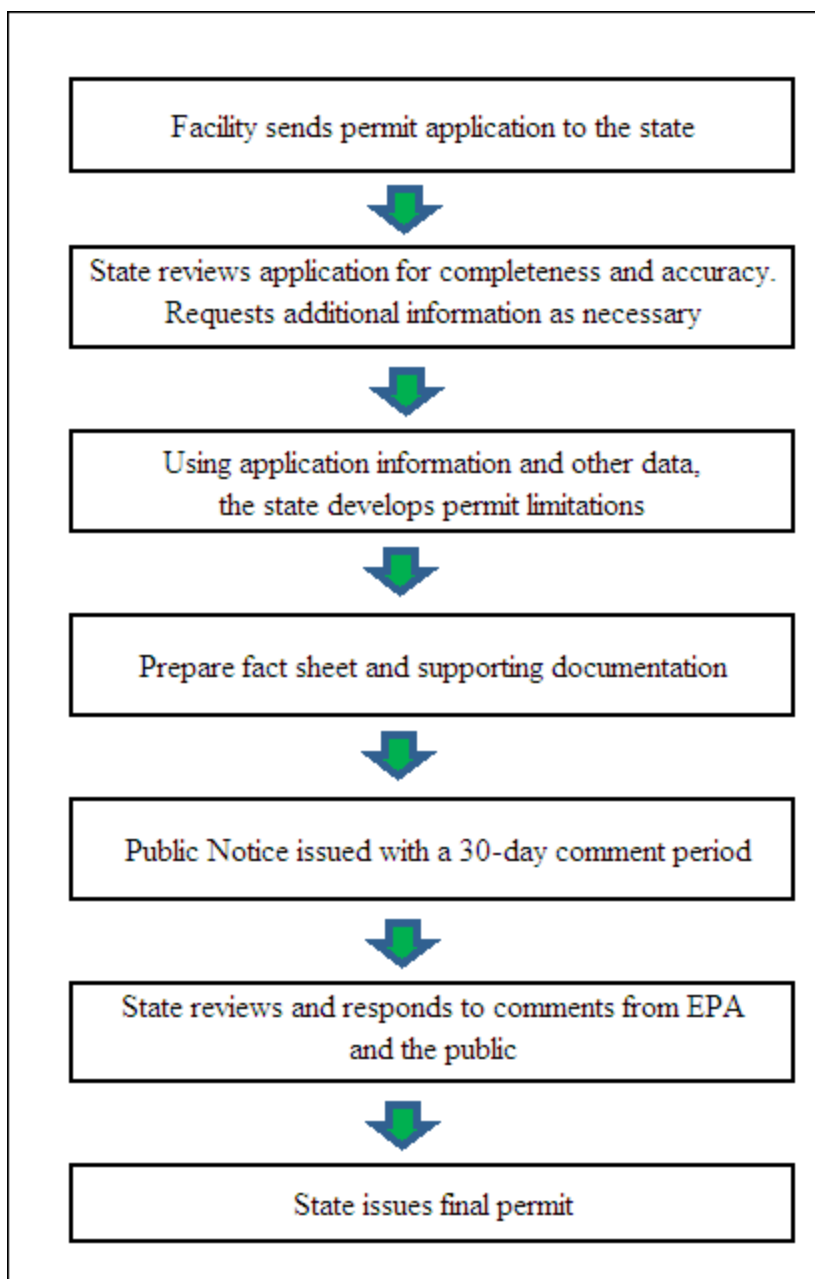 Facility sends permit application to the state
State reviews application for completeness and accuracy.
Requests additional information as necessary
Using application information and other data,
the state develops permit limitations
Prepare fact sheet and supporting documentation
Public Notice issued with a 30-day comment period
State reviews and responds to comments from EPA
and the public
State issues final permit